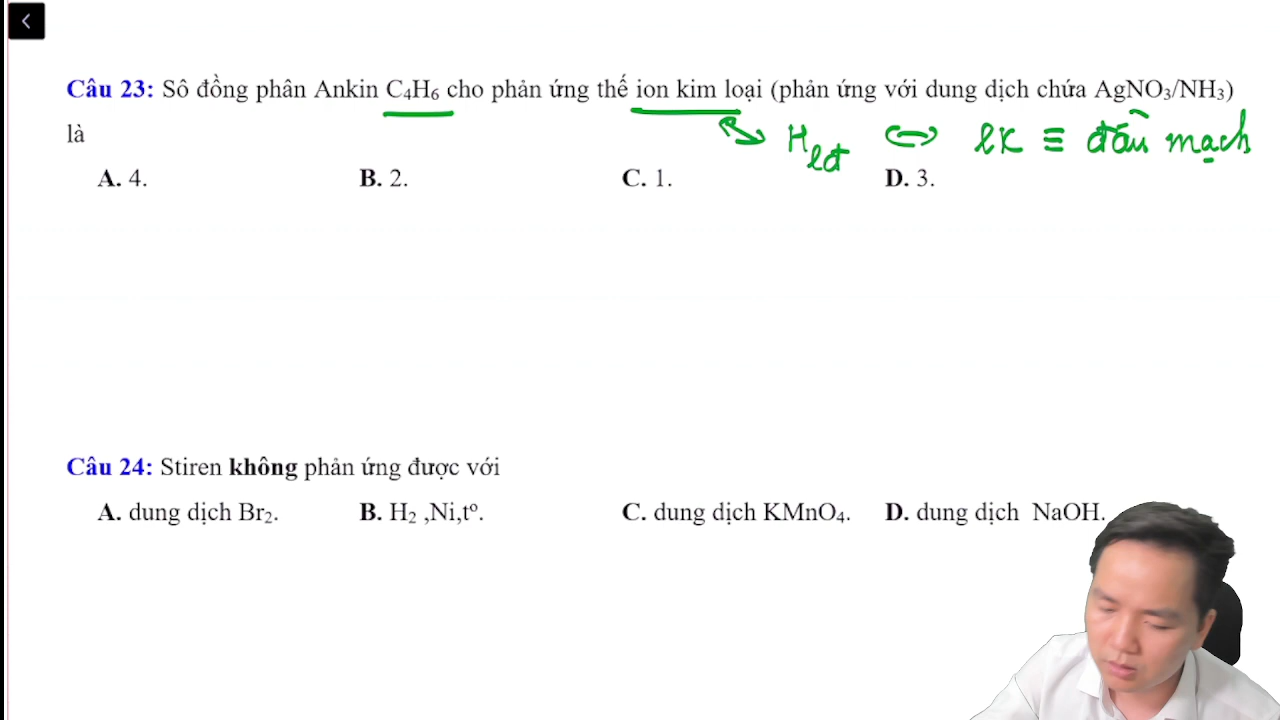 Câu 23: Sô đồng phân Ankin C₄H₆ cho phản ứng thế ion kim loại (phản ứng với dung dịch chứa AgNO₃/NH₃)
là
H lđ ⇔ lk ≡ đầu mạch
A. 4. B. 2. C. 1. D. 3.
Câu 24: Stiren không phản ứng được với
A. dung dịch Br₂. B. H₂ ,Ni,tº. C. dung dịch KMnO₄. D. dung dịch NaOH.